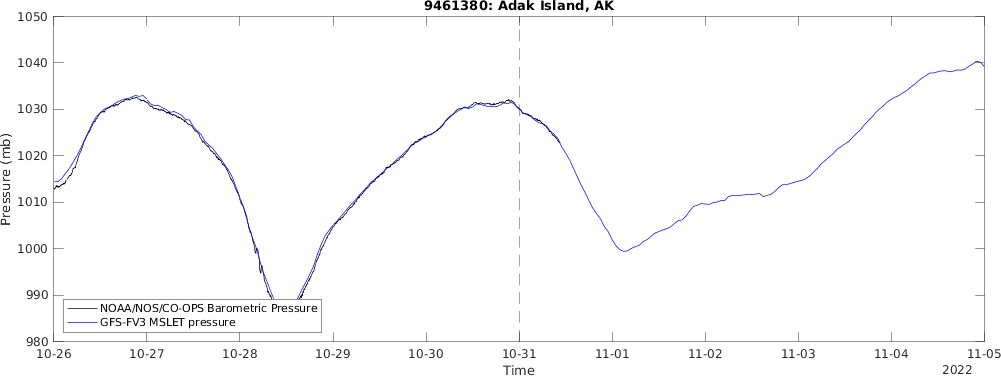 9461380: Adak Island, AK
1050
1040
1030
1020
1010
1000
990
980
Pressure (mb)
NOAA/NOS/CO-OPS Barometric Pressure
GFS-FV3 MSLET pressure
10-26 10-27 10-28 10-29 10-30 10-31 11-01 11-02 11-03 11-04 11-05
Time
2022